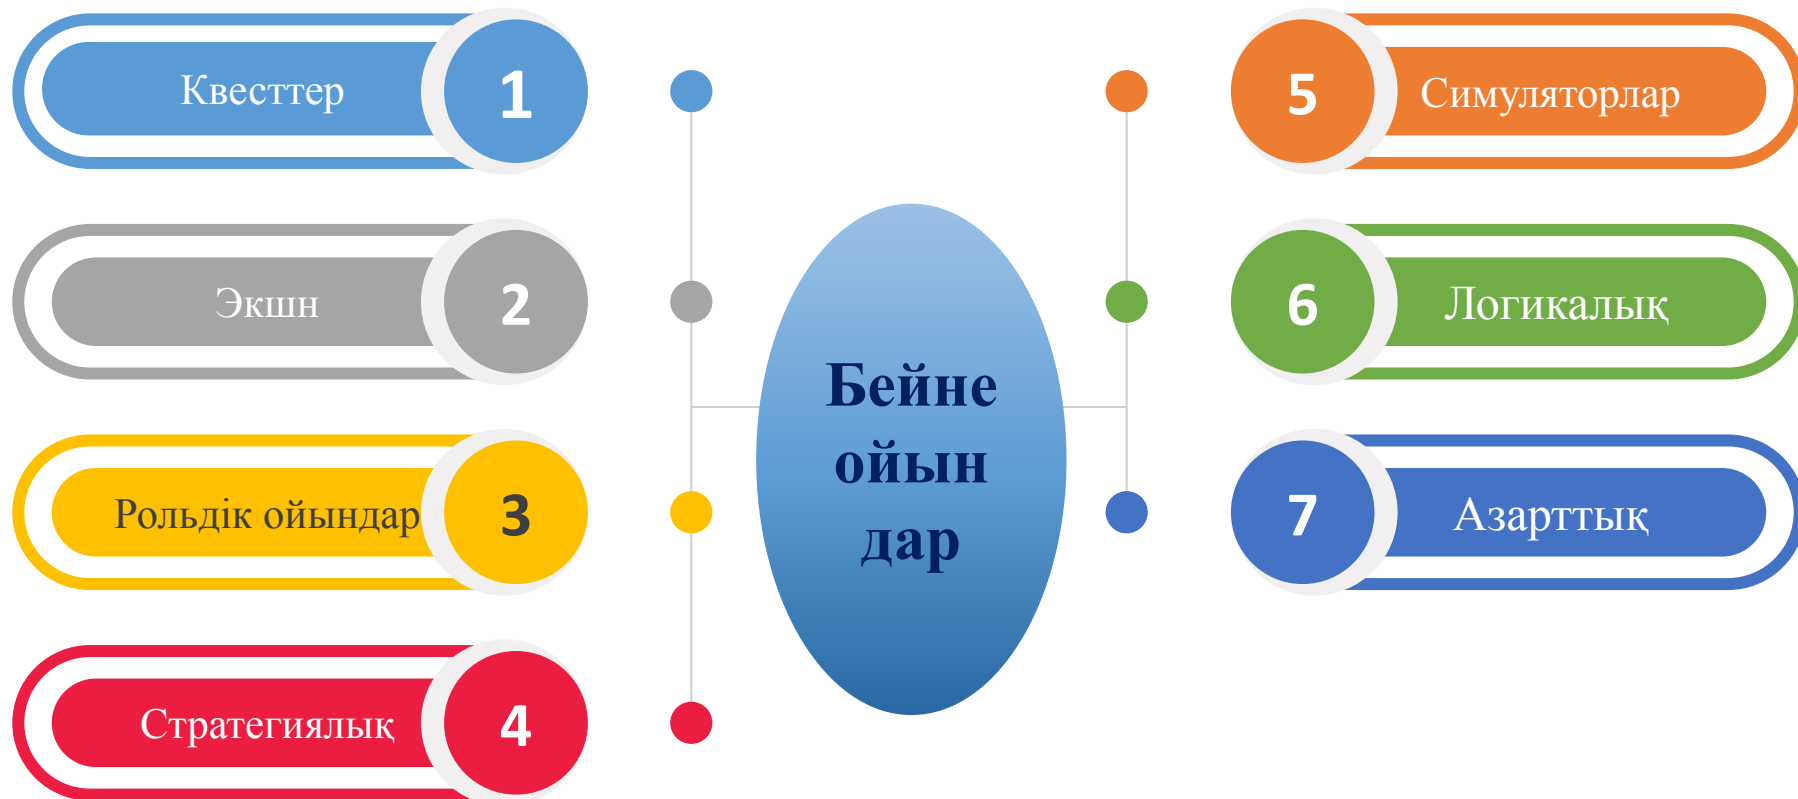 Квесттер
1
Экшн
2
Рольдік ойындар
3
Стратегиялық
4
Бейне
ойын
дар
5
Симуляторлар
6
Логикалық
7
Азарттық